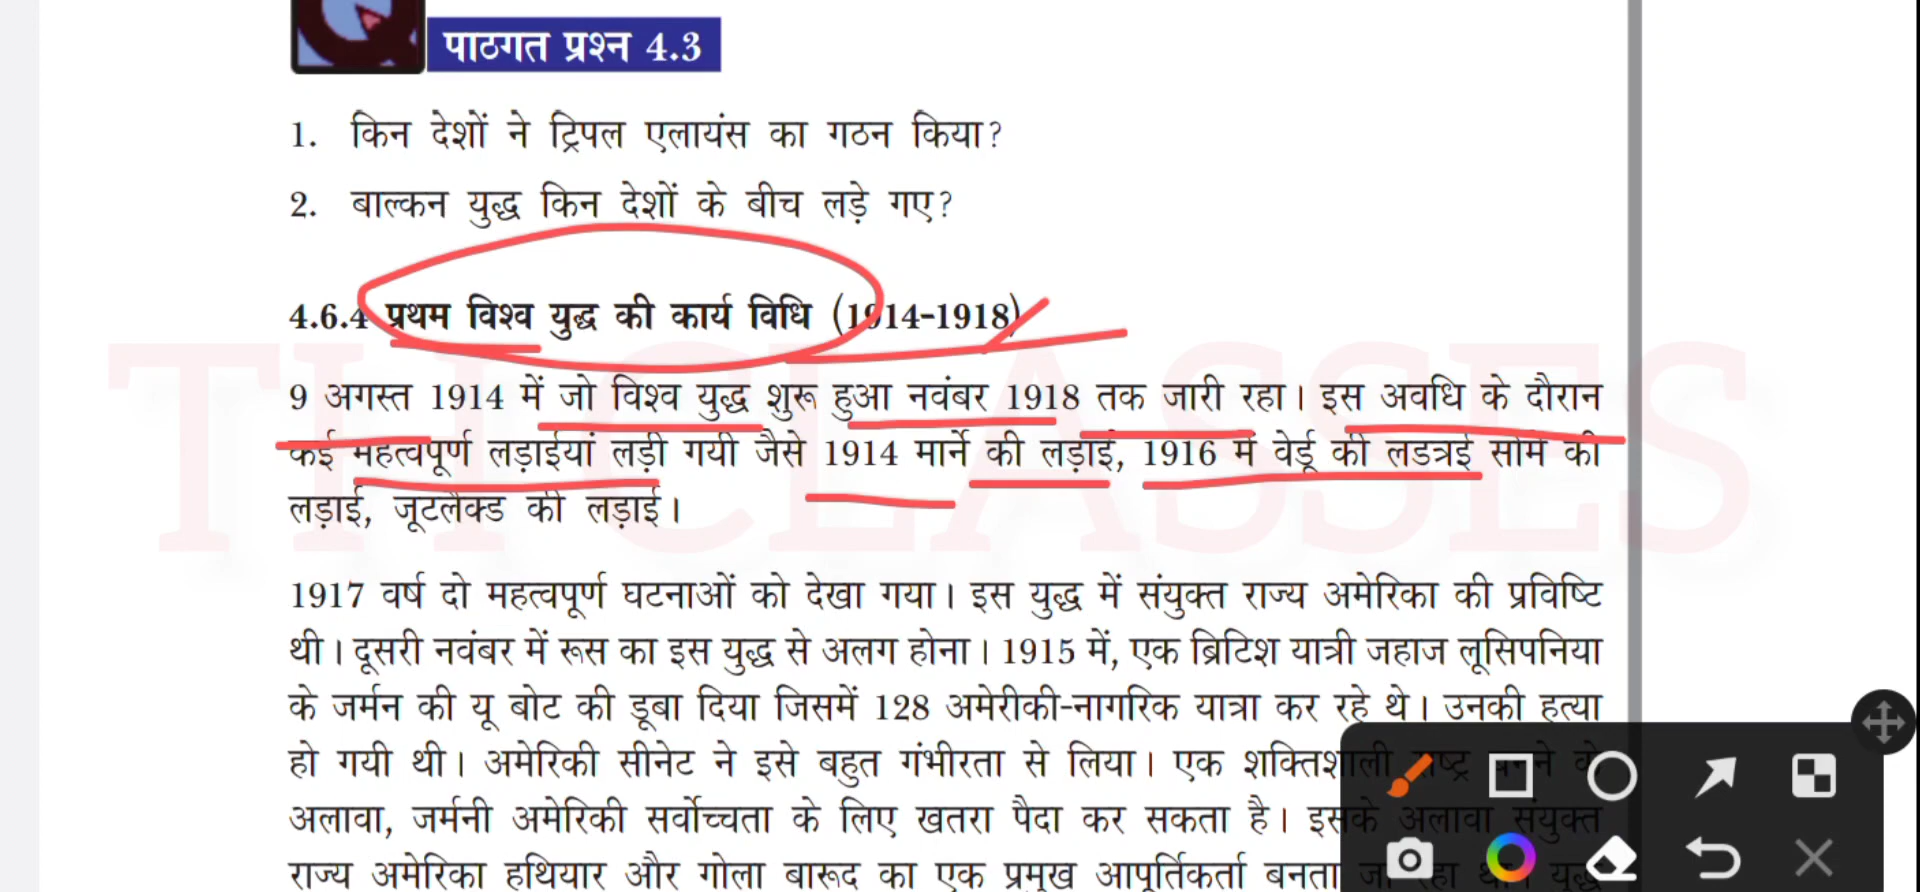 पाठगत प्रश्न 4.3
1. किन देशों ने ट्रिपल एलायंस का गठन किया?
2. बाल्कन युद्ध किन देशों के बीच लड़े गए?
4.6.4 प्रथम विश्व युद्ध की कार्य विधि (1914-1918)
9 अगस्त 1914 में जो विश्व युद्ध शुरू हुआ नवंबर 1918 तक जारी रहा। इस अवधि के दौरान
कई महत्वपूर्ण लड़ाईयां लड़ी गयी जैसे 1914 मार्ने की लड़ाई, 1916 में वेर्डू की लडत्रई सोम की
लड़ाई, जूटलैक्ड की लड़ाई।
TH CLASSES
1917 वर्ष दो महत्वपूर्ण घटनाओं को देखा गया। इस युद्ध में संयुक्त राज्य अमेरिका की प्रविष्टि
थी। दूसरी नवंबर में रूस का इस युद्ध से अलग होना। 1915 में, एक ब्रिटिश यात्री जहाज लूसिपनिया
के जर्मन की यू बोट की डूबा दिया जिसमें 128 अमेरीकी-नागरिक यात्रा कर रहे थे। उनकी हत्या
हो गयी थी। अमेरिकी सीनेट ने इसे बहुत गंभीरता से लिया। एक शक्तिशाली राष्ट्र बनने के
अलावा, जर्मनी अमेरिकी सर्वोच्चता के लिए खतरा पैदा कर सकता है। इसके अलावा संयुक्त
राज्य अमेरिका हथियार और गोला बारूद का एक प्रमुख आपूर्तिकर्ता बनता जा रहा था। युद्ध